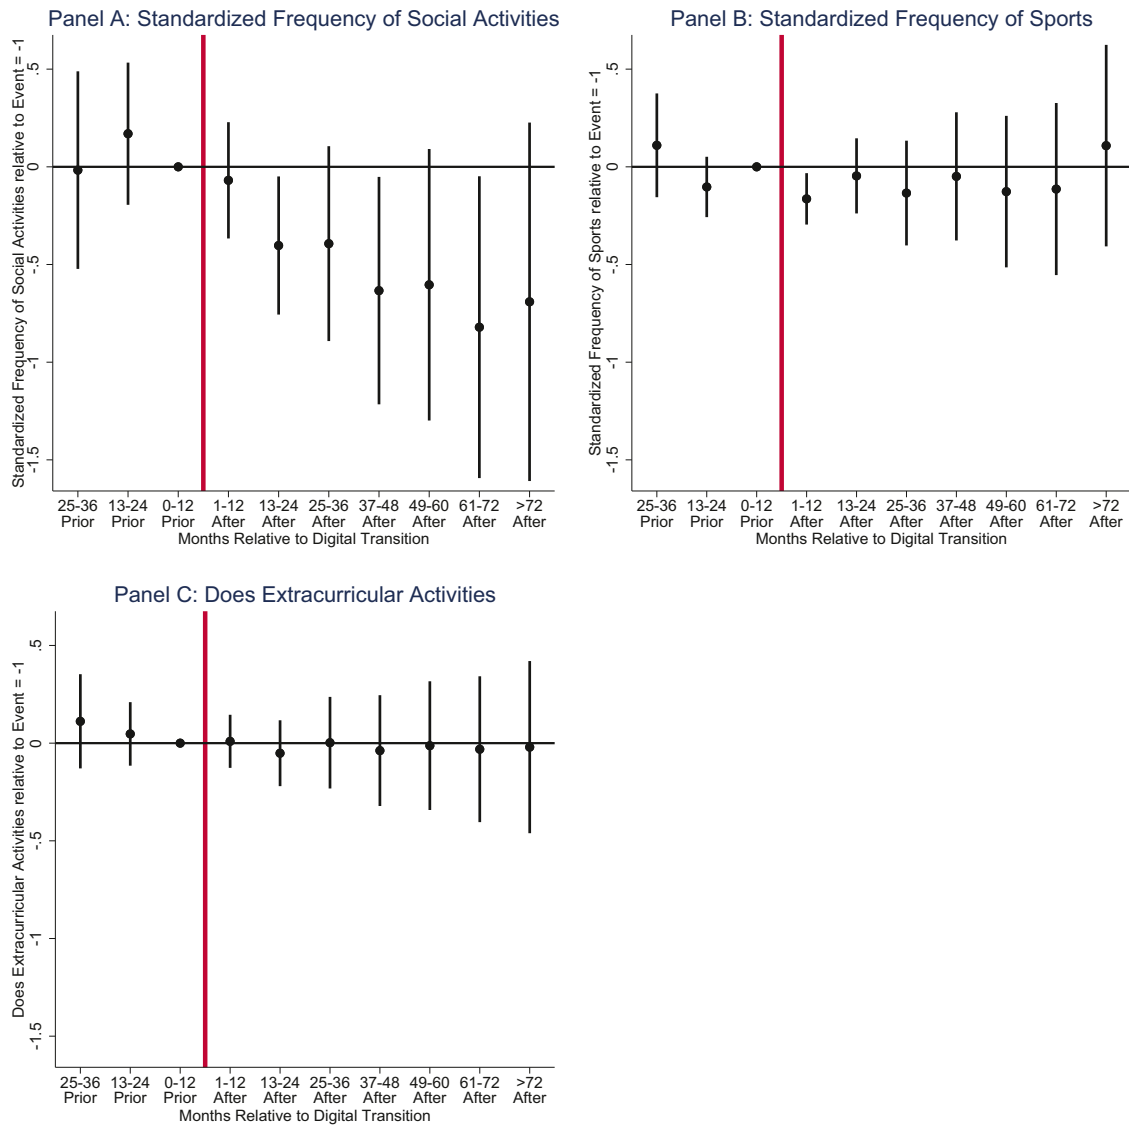 Panel A: Standardized Frequency of Social Activities
Standardized Frequency of Social Activities relative to Event = -1
.5
0
-.5
-1
-1.5
25-36 13-24 0-12 1-12 13-24 25-36 37-48 49-60 61-72 >72
Prior Prior Prior After After After After After After After
Months Relative to Digital Transition
Panel B: Standardized Frequency of Sports
Standardized Frequency of Sports relative to Event = -1
.5
0
-.5
-1
-1.5
25-36 13-24 0-12 1-12 13-24 25-36 37-48 49-60 61-72 >72
Prior Prior Prior After After After After After After After
Months Relative to Digital Transition
Panel C: Does Extracurricular Activities
Does Extracurricular Activities relative to Event = -1
.5
0
-.5
-1
-1.5
25-36 13-24 0-12 1-12 13-24 25-36 37-48 49-60 61-72 >72
Prior Prior Prior After After After After After After After
Months Relative to Digital Transition